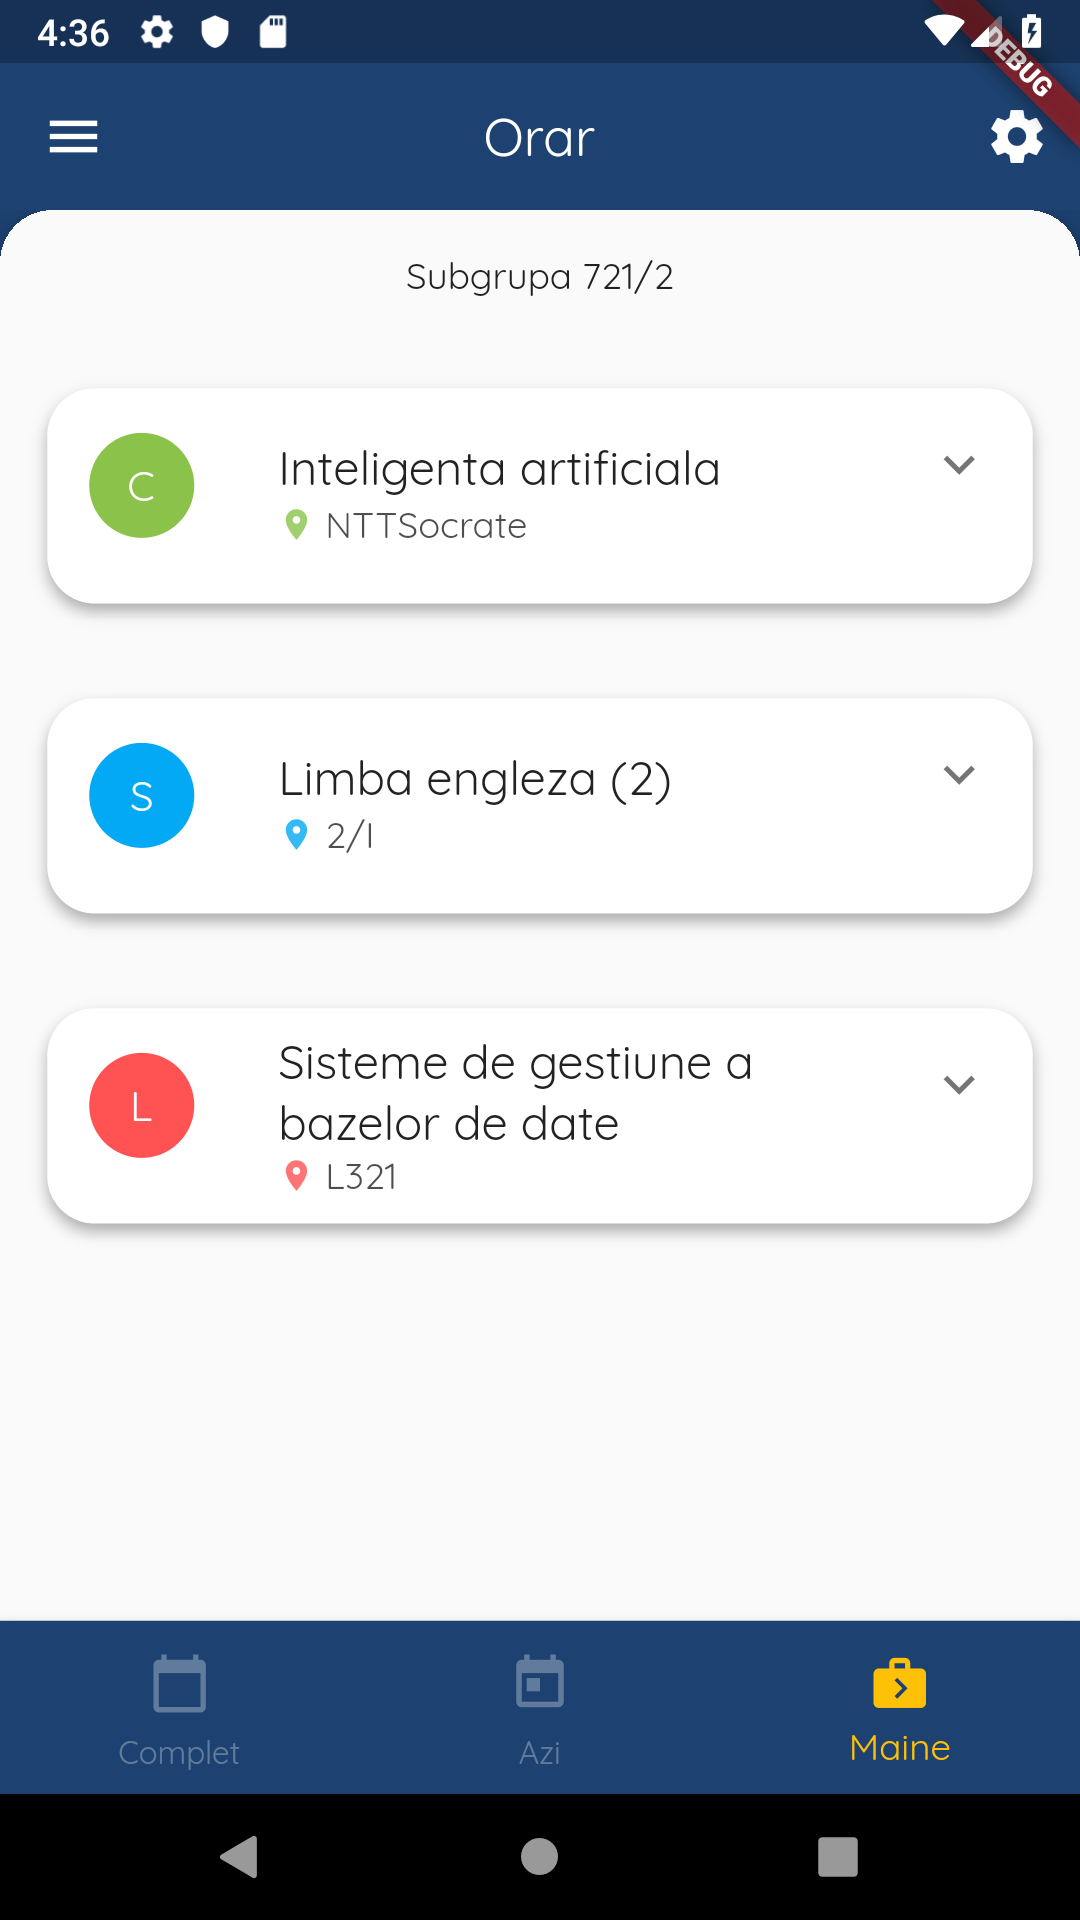 4:36
DEBUG
Orar
Subgrupa 721/2
C
Inteligenta artificiala
NTTSocrate
S
Limba engleza (2)
2/I
L
Sisteme de gestiune a
bazelor de date
L321
Complet
Azi
Maine